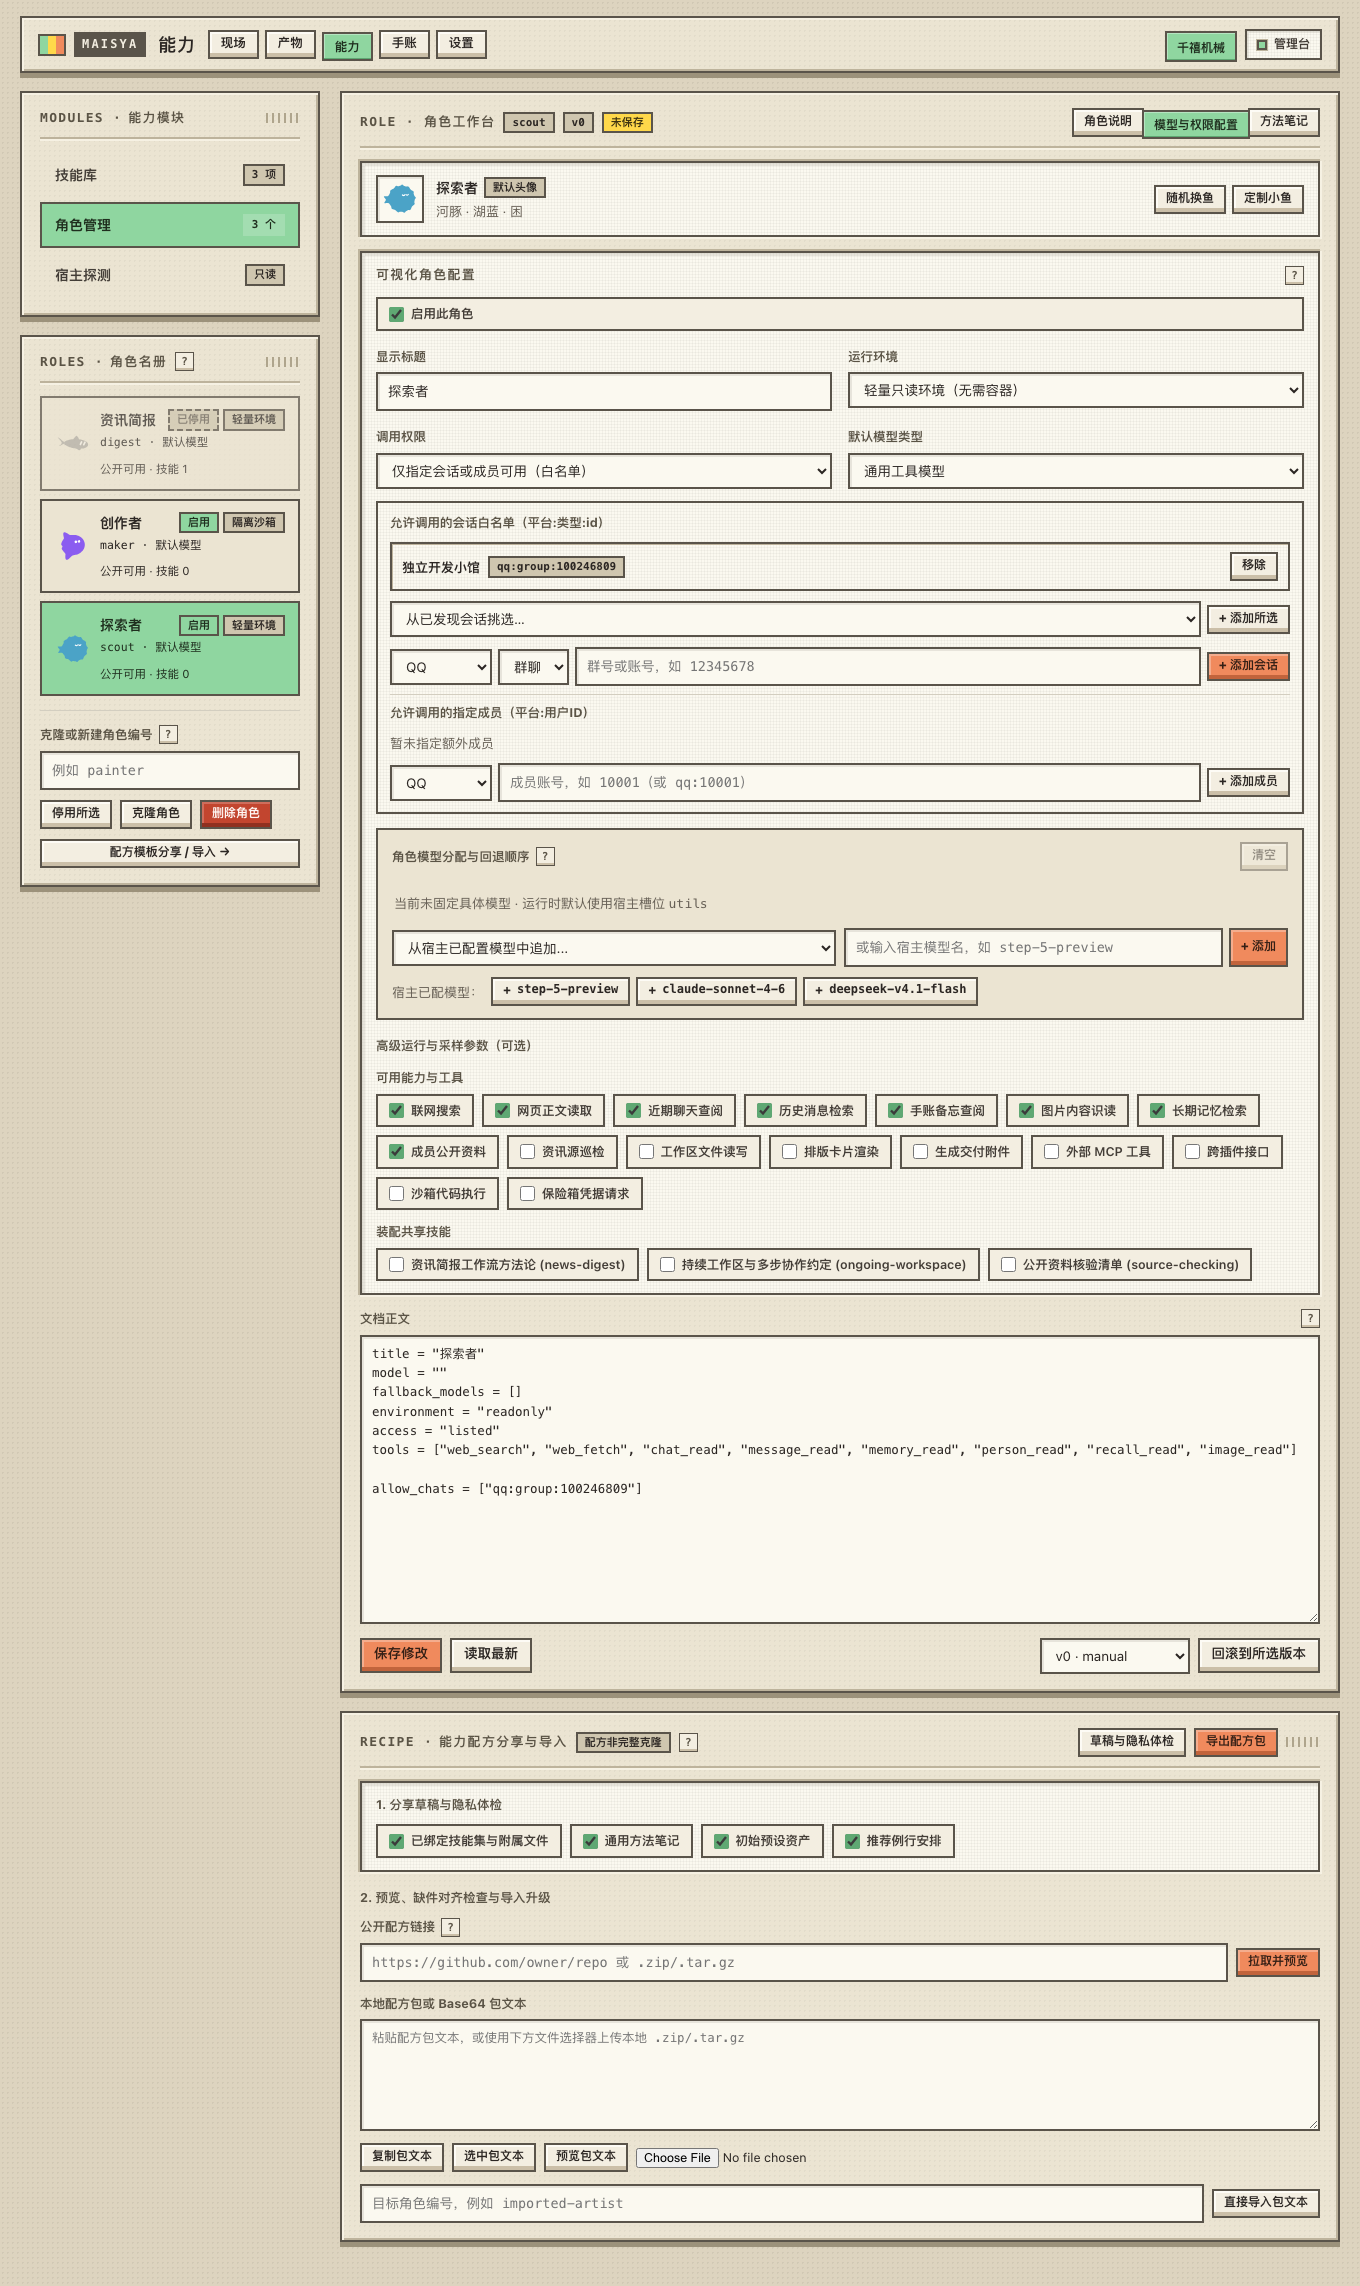 MAISYA 能力 现场 产物 能力 手账 设置 千禧机械 管理台
MODULES · 能力模块
技能库 3 项
角色管理 3 个
宿主探测 只读
ROLES · 角色名册 ?
资讯简报 已停用 轻量环境
digest · 默认模型
公开可用 · 技能 1
创作者 启用 隔离沙箱
maker · 默认模型
公开可用 · 技能 0
探索者 启用 轻量环境
scout · 默认模型
公开可用 · 技能 0
克隆或新建角色编号 ?
例如 painter
停用所选 克隆角色 删除角色
配方模板分享 / 导入 →
ROLE · 角色工作台 scout v0 未保存 角色说明 模型与权限配置 方法笔记
探索者 默认头像
河豚 · 湖蓝 · 困
随机换鱼 定制小鱼
可视化角色配置 ?
启用此角色
显示标题 运行环境
探索者 轻量只读环境（无需容器）
调用权限 默认模型类型
仅指定会话或成员可用（白名单） 通用工具模型
允许调用的会话白名单（平台:类型:id）
独立开发小馆 qq:group:100246809 移除
从已发现会话挑选... + 添加所选
QQ 群聊 群号或账号，如 12345678 + 添加会话
允许调用的指定成员（平台:用户ID）
暂未指定额外成员
QQ 成员账号，如 10001（或 qq:10001） + 添加成员
角色模型分配与回退顺序 ? 清空
当前未固定具体模型 · 运行时默认使用宿主槽位 utils
从宿主已配置模型中追加... 或输入宿主模型名，如 step-5-preview + 添加
宿主已配模型： + step-5-preview + claude-sonnet-4-6 + deepseek-v4.1-flash
高级运行与采样参数（可选）
可用能力与工具
联网搜索 网页正文读取 近期聊天查阅 历史消息检索 手账备忘查阅 图片内容识读 长期记忆检索
成员公开资料 资讯源巡检 工作区文件读写 排版卡片渲染 生成交付附件 外部 MCP 工具 跨插件接口
沙箱代码执行 保险箱凭据请求
装配共享技能
资讯简报工作流方法论 (news-digest) 持续工作区与多步协作约定 (ongoing-workspace) 公开资料核验清单 (source-checking)
文档正文 ?
title = "探索者"
model = ""
fallback_models = []
environment = "readonly"
access = "listed"
tools = ["web_search", "web_fetch", "chat_read", "message_read", "memory_read", "person_read", "recall_read", "image_read"]
allow_chats = ["qq:group:100246809"]
保存修改 读取最新 v0 · manual 回滚到所选版本
RECIPE · 能力配方分享与导入 配方非完整克隆 ? 草稿与隐私体检 导出配方包
1. 分享草稿与隐私体检
已绑定技能集与附属文件 通用方法笔记 初始预设资产 推荐例行安排
2. 预览、缺件对齐检查与导入升级
公开配方链接 ?
https://github.com/owner/repo 或 .zip/.tar.gz 拉取并预览
本地配方包或 Base64 包文本
粘贴配方包文本，或使用下方文件选择器上传本地 .zip/.tar.gz
复制包文本 选中包文本 预览包文本 Choose File No file chosen
目标角色编号，例如 imported-artist 直接导入包文本